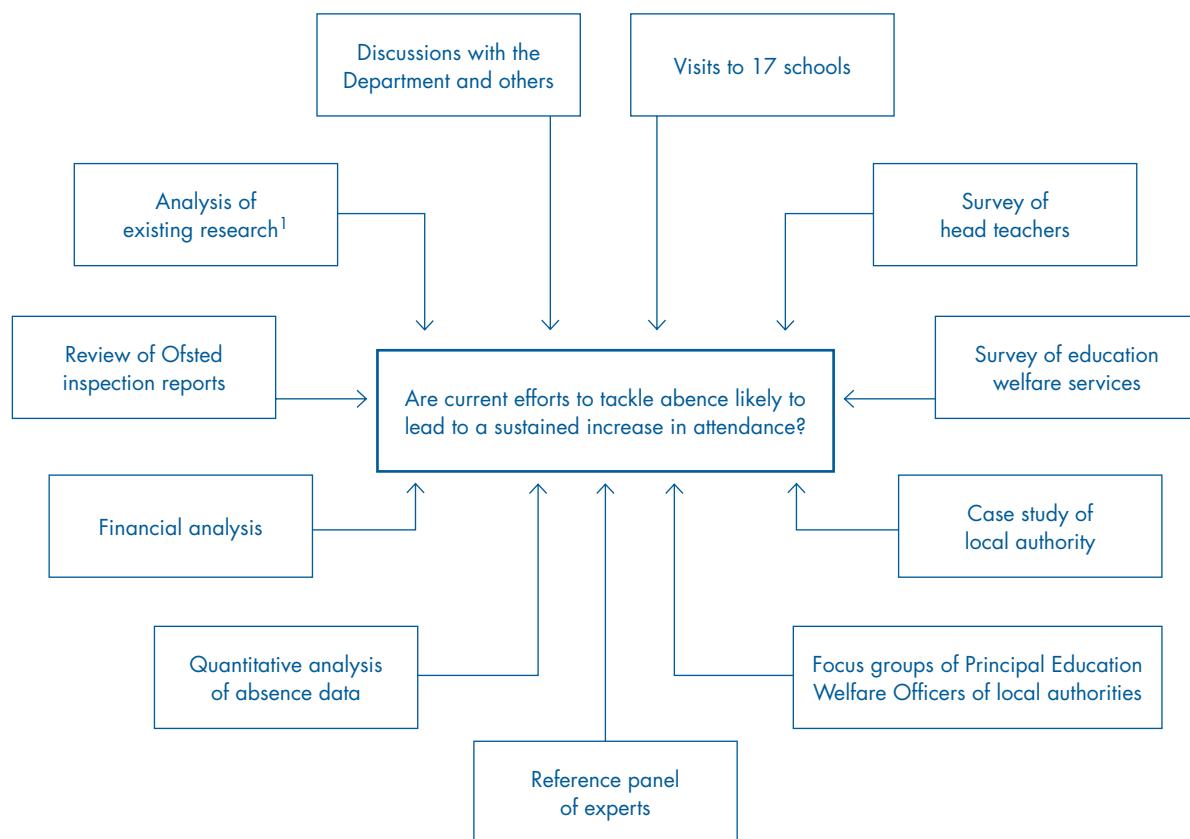 Discussions with the
Department and others
Visits to 17 schools
Analysis of
existing research¹
Survey of
head teachers
Review of Ofsted
inspection reports
Are current efforts to tackle abence likely to
lead to a sustained increase in attendance?
Survey of education
welfare services
Financial analysis
Case study of
local authority
Quantitative analysis
of absence data
Focus groups of Principal Education
Welfare Officers of local authorities
Reference panel
of experts